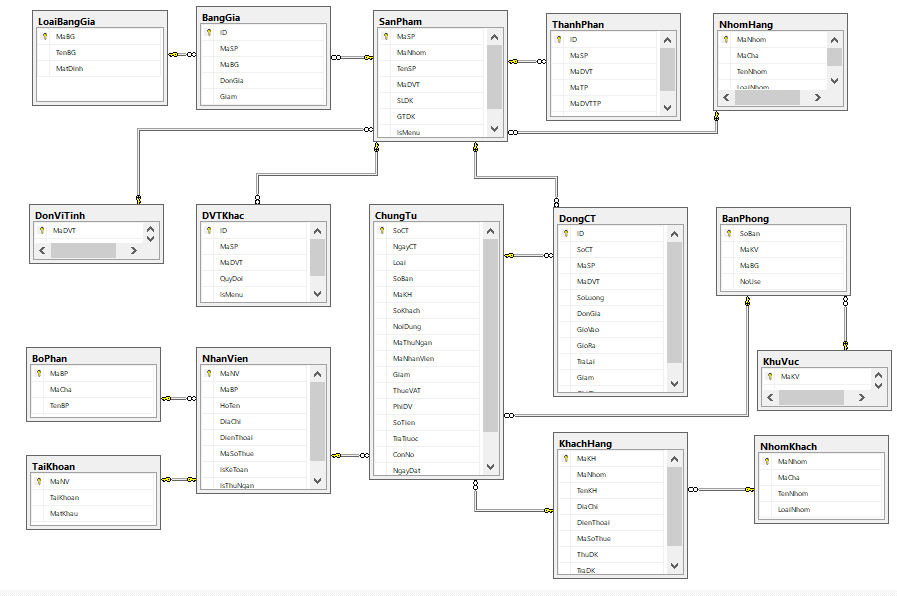 LoaiBangGia
MaBG
TenBG
MatDinh
BangGia
ID
MaSP
MaBG
DonGia
Giam
SanPham
MaSP
MaNhom
TenSP
MaDVT
SLDK
GTDK
IsMenu
ThanhPhan
ID
MaSP
MaDVT
MaTP
MaDVTTP
NhomHang
MaNhom
MaCha
TenNhom
LoaiNhom
DonViTinh
MaDVT
DVTKhac
ID
MaSP
MaDVT
QuyDoi
IsMenu
ChungTu
SoCT
NgayCT
Loai
SoBan
MaKH
SoKhach
NoiDung
MaThuNgan
MaNhanVien
Giam
ThueVAT
PhiDV
SoTien
TraTruoc
ConNo
NgayDat
DongCT
ID
SoCT
MaSP
MaDVT
SoLuong
DonGia
GioVao
GioRa
TraLai
Giam
BanPhong
SoBan
MaKV
MaBG
NoUse
BoPhan
MaBP
MaCha
TenBP
NhanVien
MaNV
MaBP
HoTen
DiaChi
DienThoai
MaSoThue
IsKeToan
IsThuNgan
KhuVuc
MaKV
TaiKhoan
MaNV
TaiKhoan
MatKhau
KhachHang
MaKH
MaNhom
TenKH
DiaChi
DienThoai
MaSoThue
ThuDK
TraDK
NhomKhach
MaNhom
MaCha
TenNhom
LoaiNhom